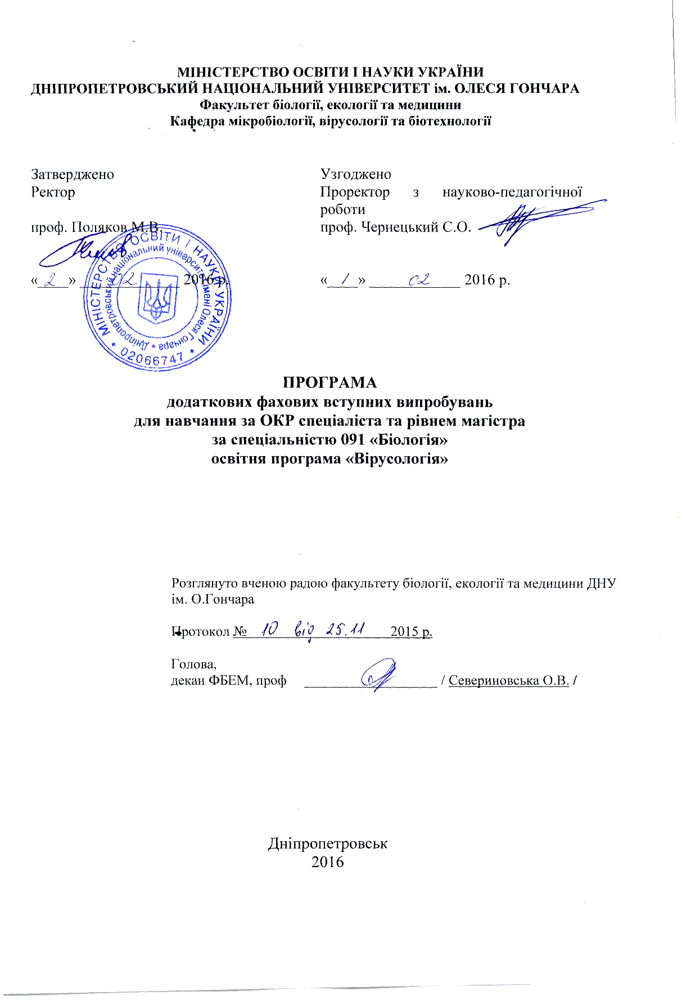 МІНІСТЕРСТВО ОСВІТИ І НАУКИ УКРАЇНИ
ДНІПРОПЕТРОВСЬКИЙ НАЦІОНАЛЬНИЙ УНІВЕРСИТЕТ ім. ОЛЕСЯ ГОНЧАРА
Факультет біології, екології та медицини
Кафедра мікробіології, вірусології та біотехнології
Затверджено
Ректор
проф. Поляков М.В.
« 2 » 02 2016 р.
МІНІСТЕРСТВО ОСВІТИ І НАУКИ УКРАЇНИ
Дніпропетровський національний університет імені Олеся Гончара
02066747
Узгоджено
Проректор з науково-педагогічної
роботи
проф. Чернецький С.О.
« 1 » 02 2016 р.
ПРОГРАМА
додаткових фахових вступних випробувань
для навчання за ОКР спеціаліста та рівнем магістра
за спеціальністю 091 «Біологія»
освітня програма «Вірусологія»
Розглянуто вченою радою факультету біології, екології та медицини ДНУ
ім. О.Гончара
Протокол № 10 від 25.11 2015 р.
Голова,
декан ФБЕМ, проф ____________________ / Севериновська О.В. /
Дніпропетровськ
2016